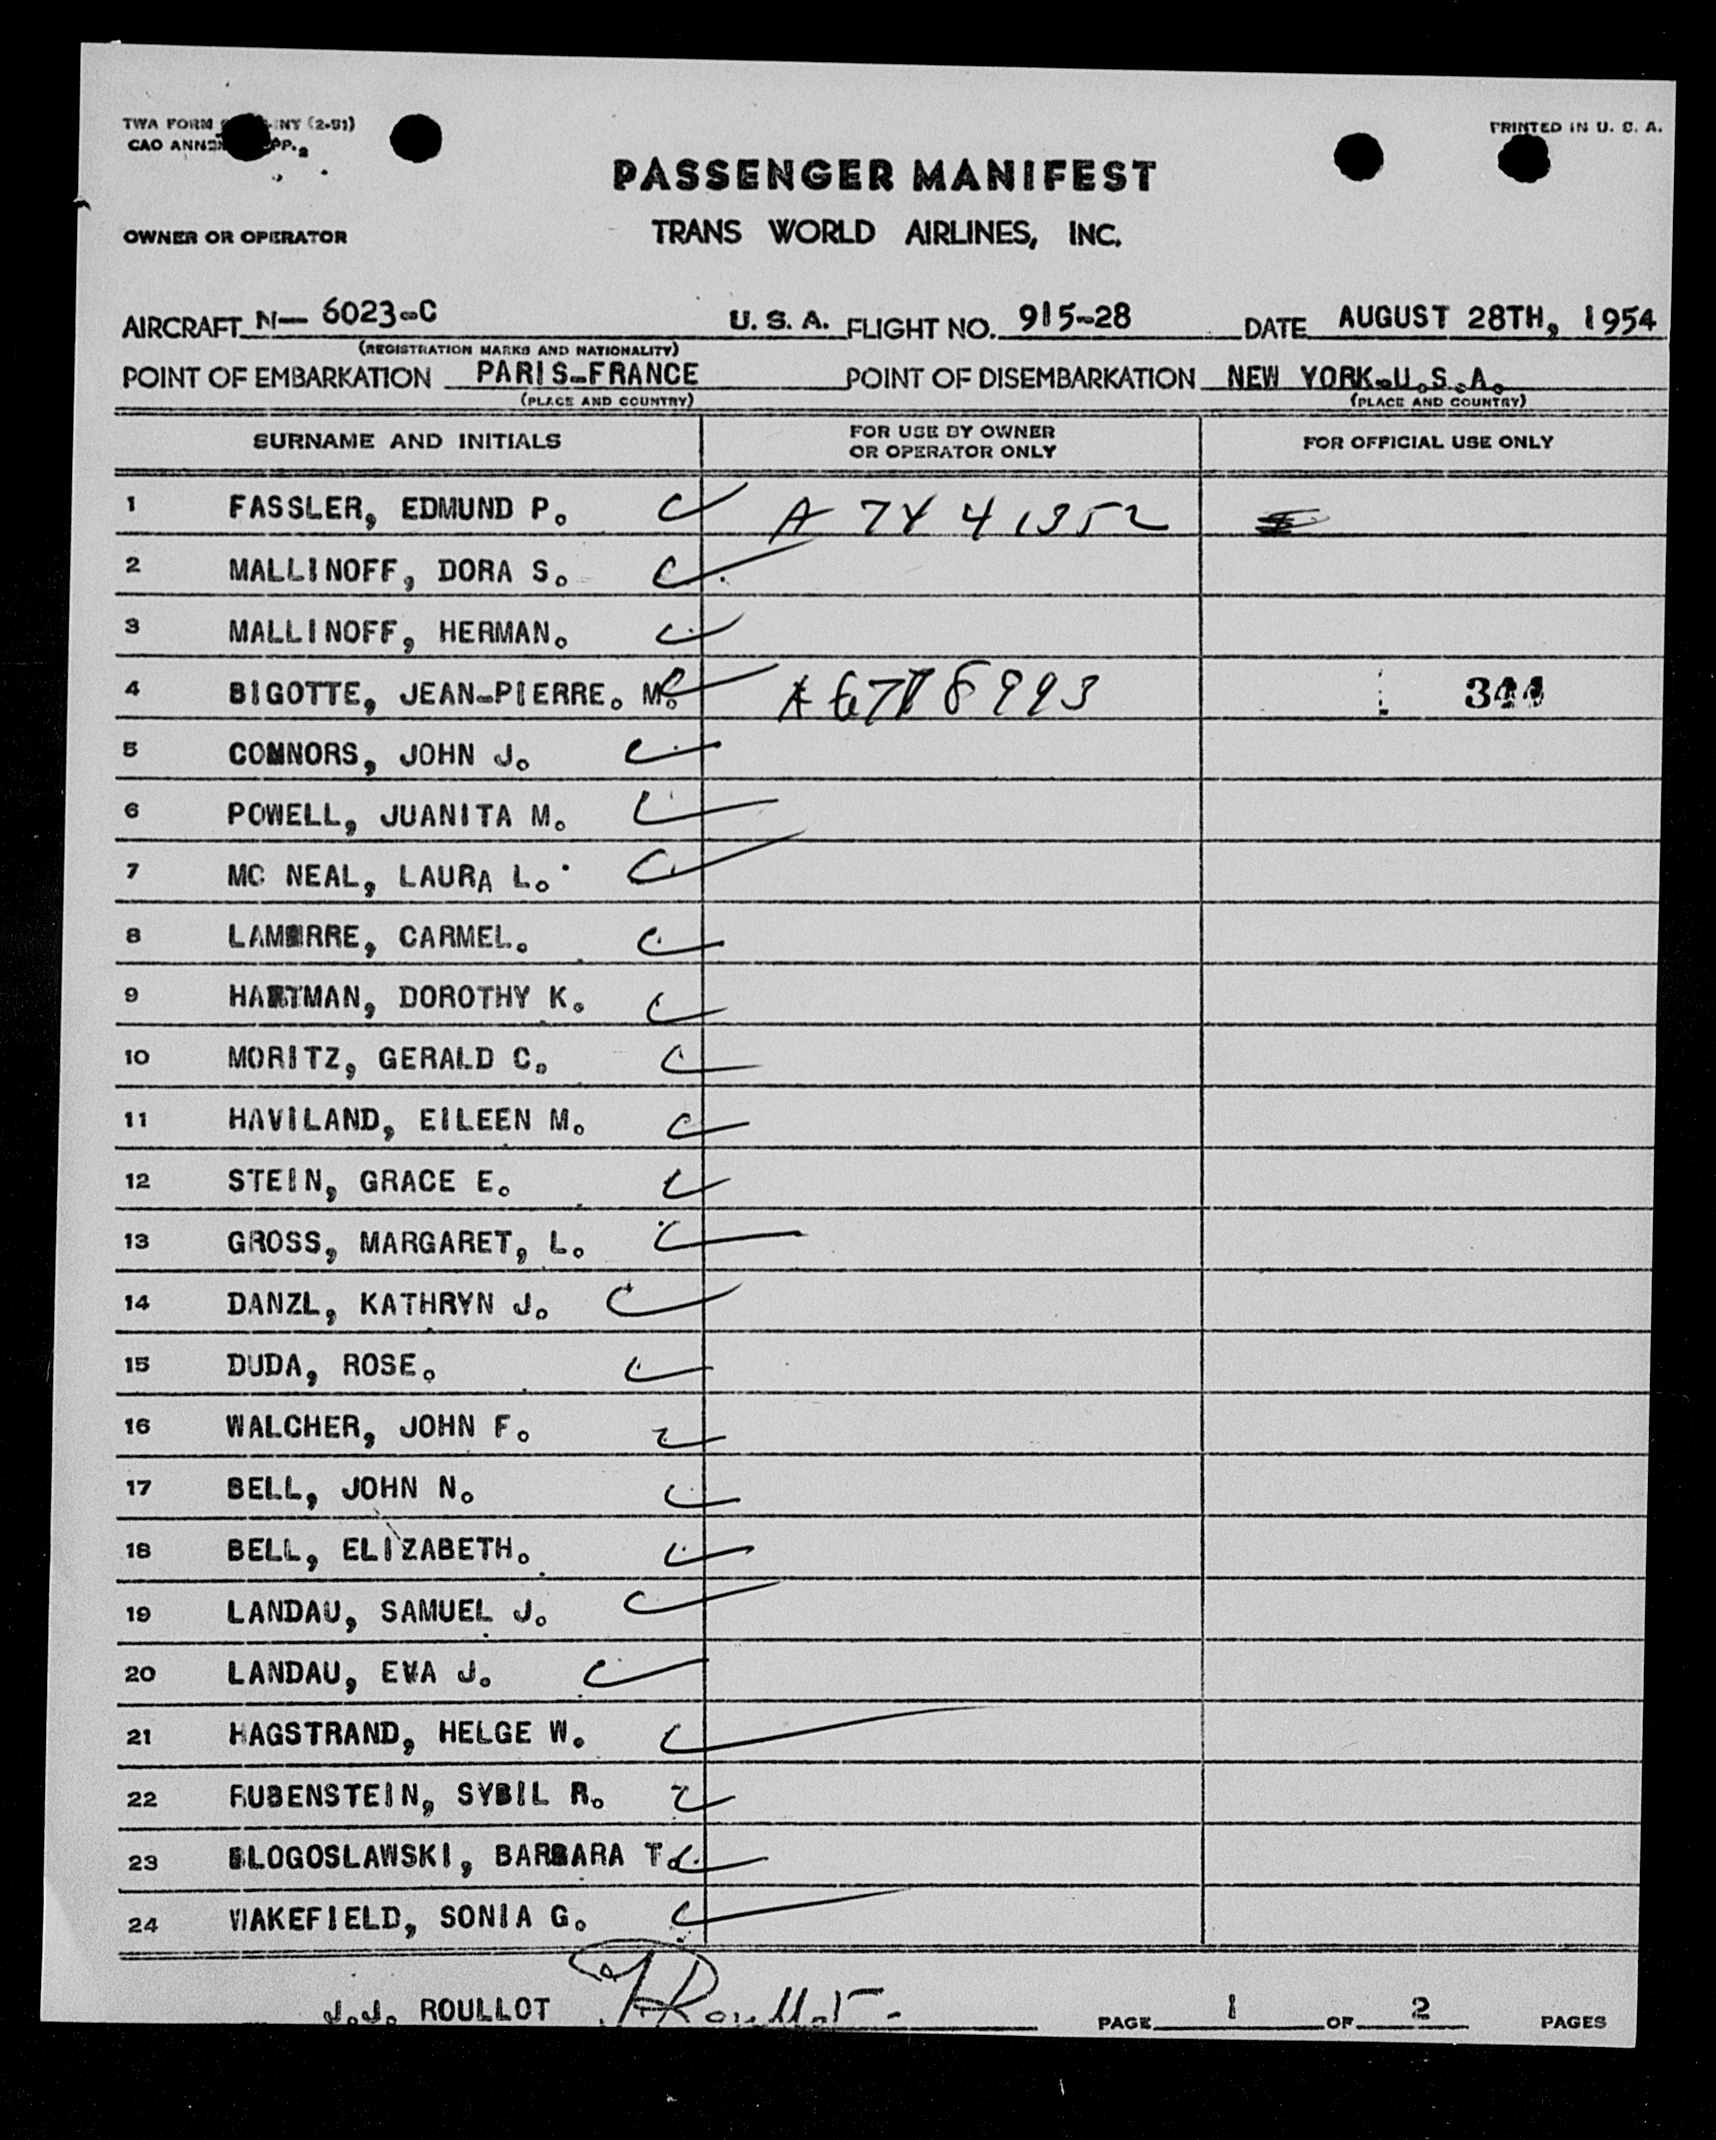 TWA FORM NY (2-51)
PRINTED IN U. S. A.
PP. 2
PASSENGER MANIFEST
OWNER OR OPERATOR
TRANS WORLD AIRLINES, INC.
AIRCRAFT N— 6023-C U. S. A. FLIGHT NO. 915-28 DATE AUGUST 28TH, 1954
(REGISTRATION MARKS AND NATIONALITY)
POINT OF EMBARKATION PARIS-FRANCE POINT OF DISEMBARKATION NEW YORK-U.S.A.
(PLACE AND COUNTRY) (PLACE AND COUNTRY)
SURNAME AND INITIALS FOR USE BY OWNER OR OPERATOR ONLY FOR OFFICIAL USE ONLY
1 FASSLER, EDMUND P.
2 MALLINOFF, DORA S.
3 MALLINOFF, HERMAN.
4 BIGOTTE, JEAN-PIERRE. M.
5 CONNORS, JOHN J.
6 POWELL, JUANITA M.
7 MC NEAL, LAURA L.
8 CARMEL.
9 HARTMAN, DOROTHY K.
10 MORITZ, GERALD C.
11 HAVILAND, EILEEN M.
12 STEIN, GRACE E.
13 GROSS, MARGARET, L.
14 DANZL, KATHRYN J.
15 DUDA, ROSE.
16 WALCHER, JOHN F.
17 BELL, JOHN N.
18 BELL, ELIZABETH.
19 LANDAU, SAMUEL J.
20 LANDAU, EVA J.
21 HAGSTRAND, HELGE W.
22 RUBENSTEIN, SYBIL R.
23 BLOGOSLAWSKI, BARBARA T.
24 WAKEFIELD, SONIA G.
J.J. ROULLOT JJRoullot PAGE 1 OF 2 PAGES